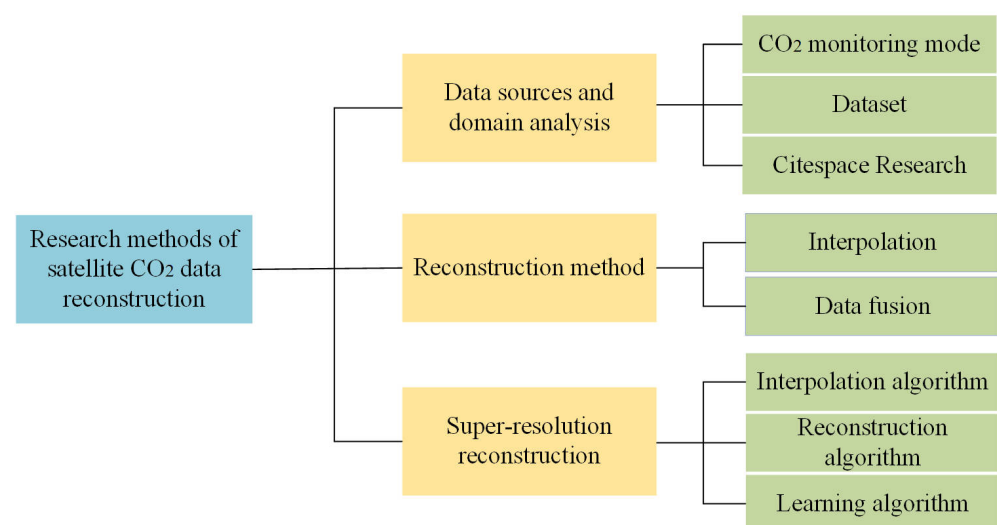 Research methods of
satellite CO2 data
reconstruction
Data sources and
domain analysis
CO2 monitoring mode
Dataset
Citespace Research
Reconstruction method
Interpolation
Data fusion
Super-resolution
reconstruction
Interpolation algorithm
Reconstruction
algorithm
Learning algorithm